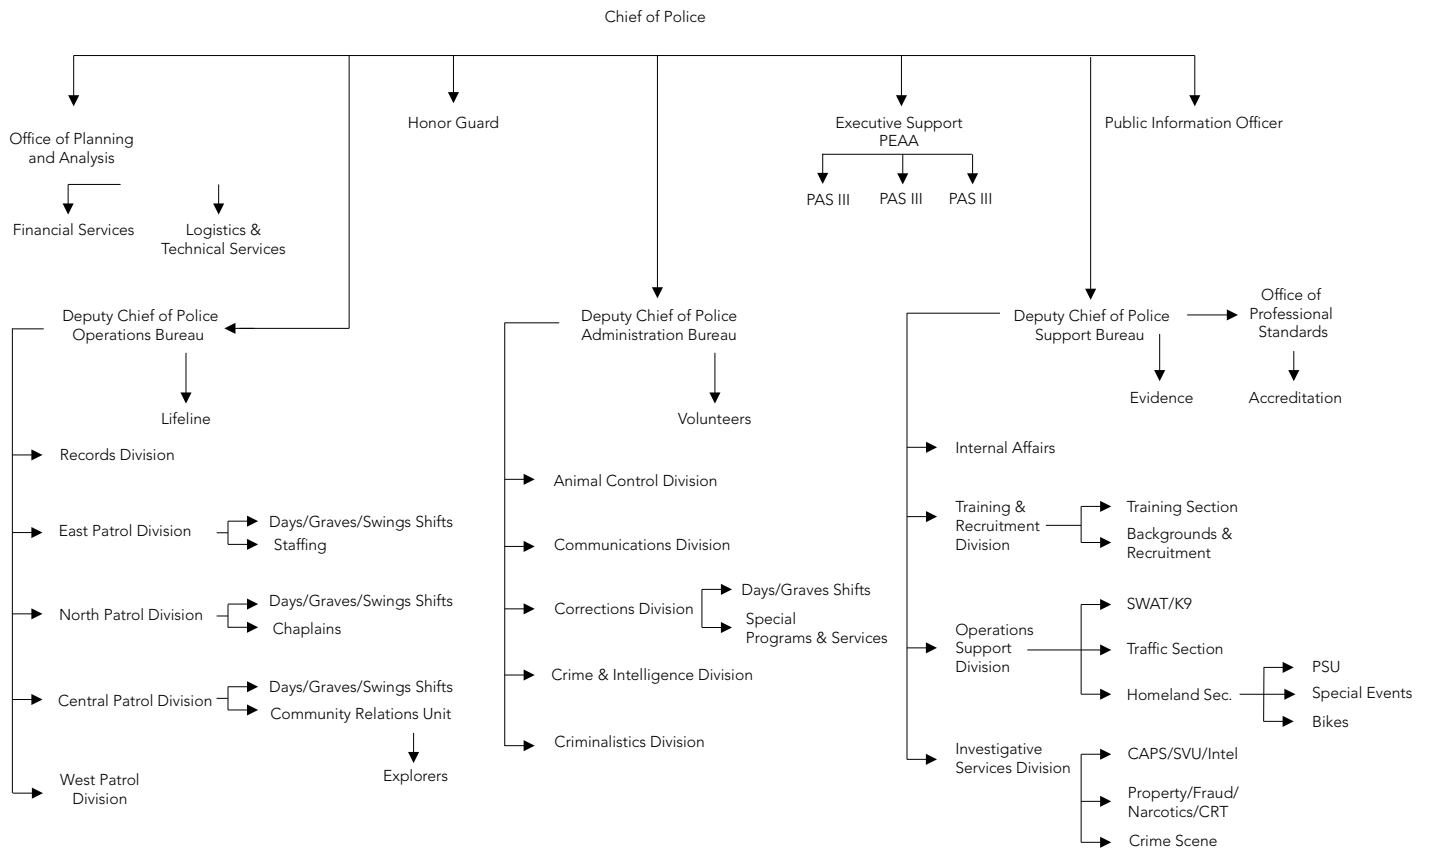 Chief of Police
Office of Planning
and Analysis
Honor Guard
Executive Support
PEAA
Public Information Officer
PAS III
PAS III
PAS III
Financial Services
Logistics &
Technical Services
Deputy Chief of Police
Operations Bureau
Lifeline
Records Division
East Patrol Division
Days/Graves/Swings Shifts
Staffing
North Patrol Division
Days/Graves/Swings Shifts
Chaplains
Central Patrol Division
Days/Graves/Swings Shifts
Community Relations Unit
Explorers
West Patrol
Division
Deputy Chief of Police
Administration Bureau
Volunteers
Animal Control Division
Communications Division
Corrections Division
Days/Graves Shifts
Special
Programs & Services
Crime & Intelligence Division
Criminalistics Division
Deputy Chief of Police
Support Bureau
Office of
Professional
Standards
Evidence
Accreditation
Internal Affairs
Training &
Recruitment
Division
Training Section
Backgrounds &
Recruitment
Operations
Support
Division
SWAT/K9
Traffic Section
Homeland Sec.
PSU
Special Events
Bikes
Investigative
Services Division
CAPS/SVU/Intel
Property/Fraud/
Narcotics/CRT
Crime Scene